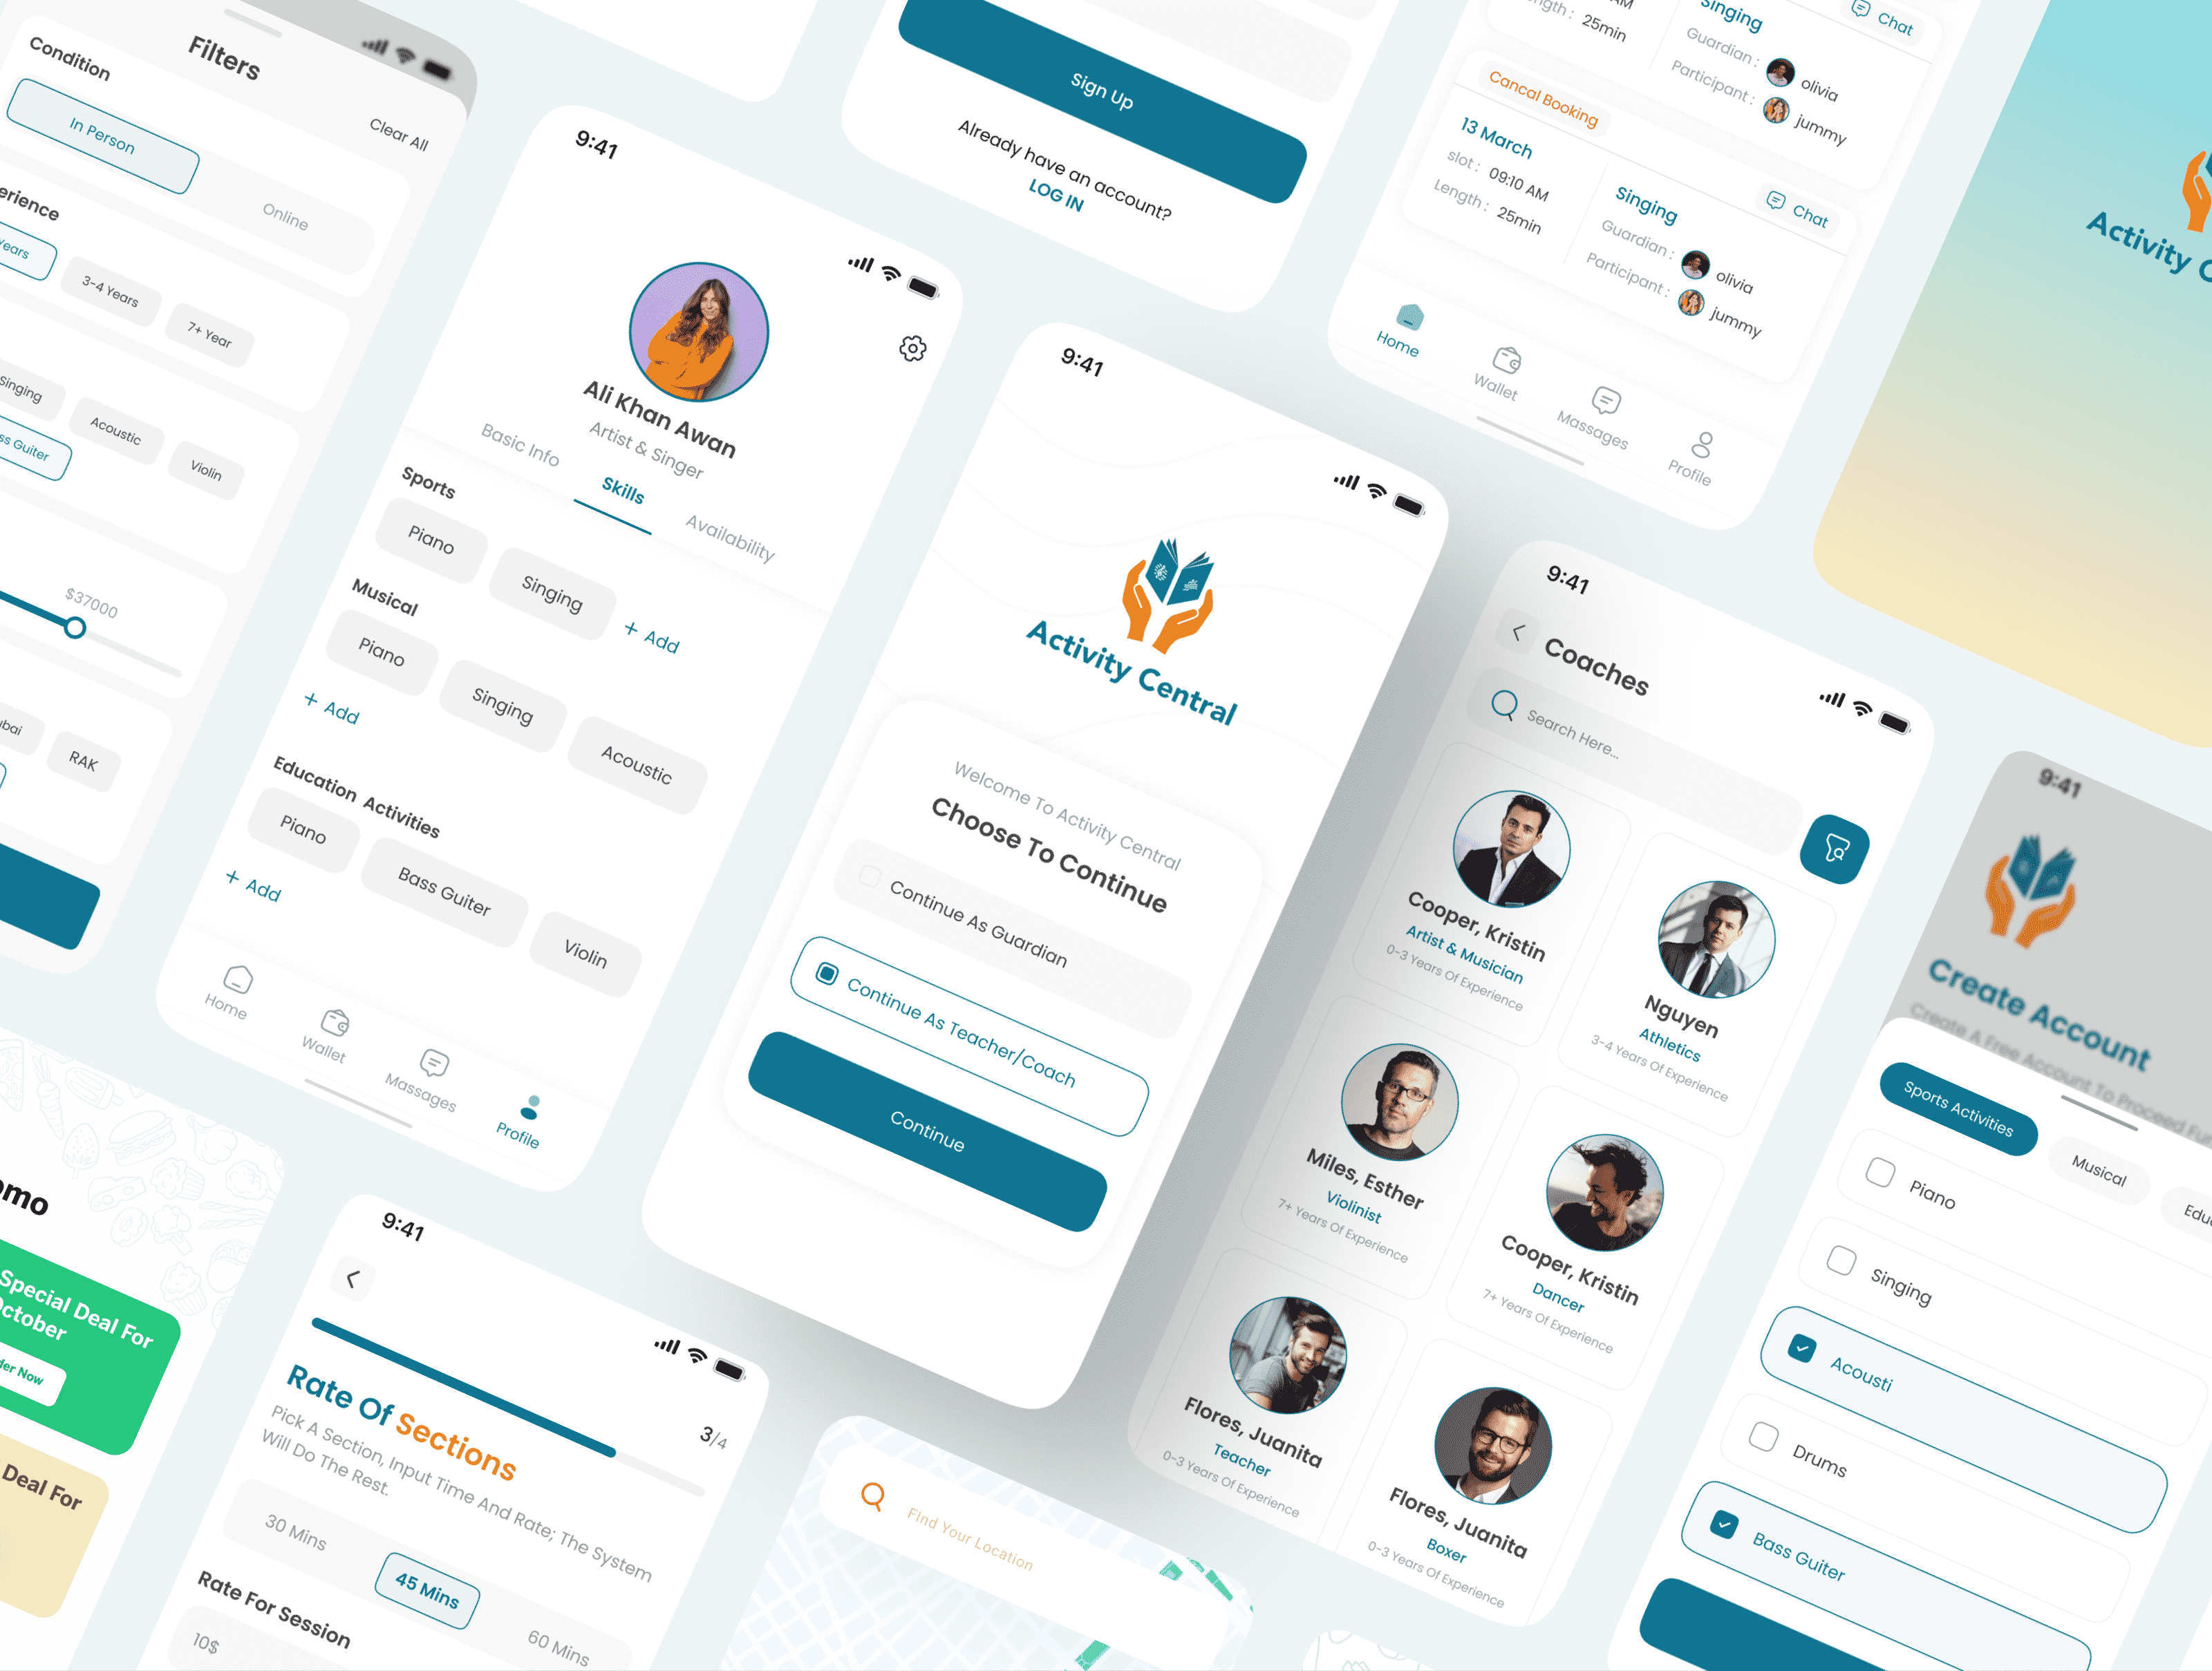 Filters
Condition
Clear All
In Person
Online
3-4 Years
7+ Year
Singing
Acoustic
Violin
$37000
RAK
9:41
Ali Khan Awan
Artist & Singer
Basic Info
Skills
Availability
Sports
Piano
Singing
+ Add
Musical
Piano
Singing
Acoustic
+ Add
Education Activities
Piano
Bass Guiter
Violin
+ Add
Home
Wallet
Massages
Profile
Sign Up
Already have an account?
LOG IN
9:41
Activity Central
Welcome To Activity Central
Choose To Continue
Continue As Guardian
Continue As Teacher/Coach
Continue
25min
Singing
Chat
Guardian :
olivia
Participant :
jummy
Cancal Booking
13 March
slot :
09:10 AM
Length :
25min
Singing
Chat
Guardian :
olivia
Participant :
jummy
Home
Wallet
Massages
Profile
Activity
9:41
Coaches
Search Here...
Cooper, Kristin
Artist & Musician
0-3 Years Of Experience
Nguyen
Athletics
3-4 Years Of Experience
Miles, Esther
Violinist
7+ Years Of Experience
Cooper, Kristin
Dancer
7+ Years Of Experience
Flores, Juanita
Teacher
0-3 Years Of Experience
Flores, Juanita
Boxer
0-3 Years Of Experience
9:41
Create Account
Create A Free Account To Proceed
Sports Activities
Musical
Piano
Singing
Acousti
Drums
Bass Guiter
Special Deal For
October
Now
Deal For
9:41
3/4
Rate Of Sections
Pick A Section, Input Time And Rate; The System
Will Do The Rest.
30 Mins
45 Mins
60 Mins
Rate For Session
10$
Find Your Location